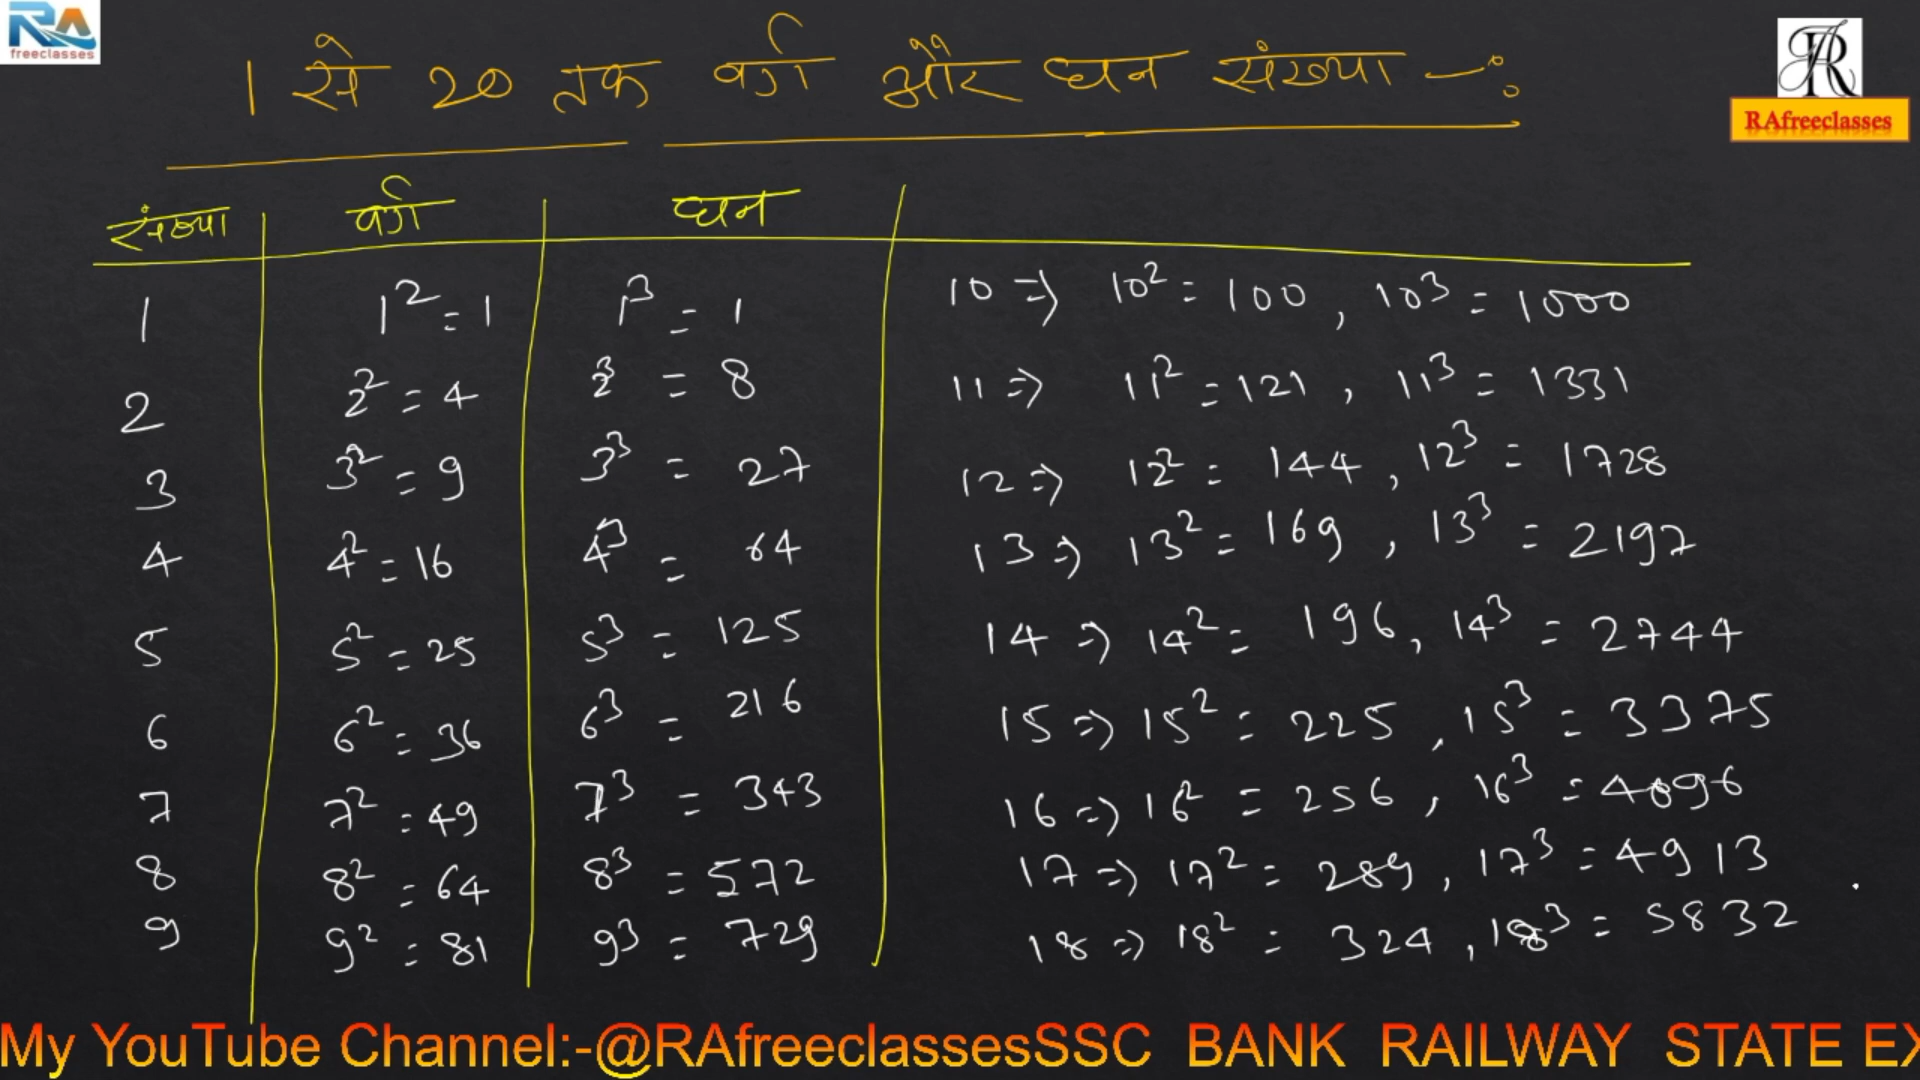 RA
freeclasses
1 से 20 तक वर्ग और घन संख्या —:
RAfreeclasses
संख्या वर्ग घन
1 1² = 1 1³ = 1
2 2² = 4 2³ = 8
3 3² = 9 3³ = 27
4 4² = 16 4³ = 64
5 5² = 25 5³ = 125
6 6² = 36 6³ = 216
7 7² = 49 7³ = 343
8 8² = 64 8³ = 572
9 9² = 81 9³ = 729
10 => 10² = 100, 10³ = 1000
11 => 11² = 121, 11³ = 1331
12 => 12² = 144, 12³ = 1728
13 => 13² = 169, 13³ = 2197
14 => 14² = 196, 14³ = 2744
15 => 15² = 225, 15³ = 3375
16 => 16² = 256, 16³ = 4096
17 => 17² = 289, 17³ = 4913
18 => 18² = 324, 18³ = 5832
My YouTube Channel:-@RAfreeclassesSSC BANK RAILWAY STATE EX